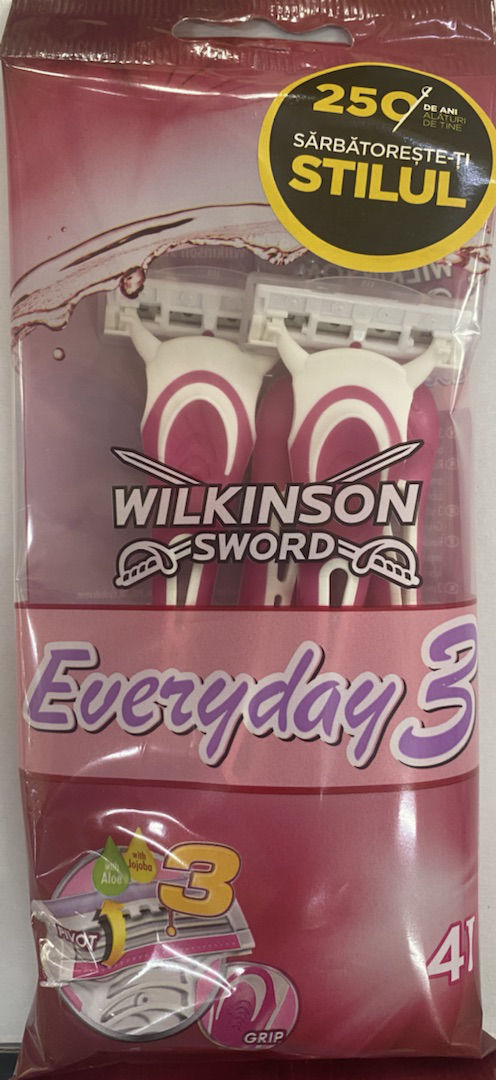 250 DE ANI
ALĂTURI
DE TINE
SĂRBĂTOREȘTE-ȚI
STILUL
WILKINSON
SWORD
Everyday 3
with
Aloe
with
Jojoba
3
PIVOT
4
GRIP